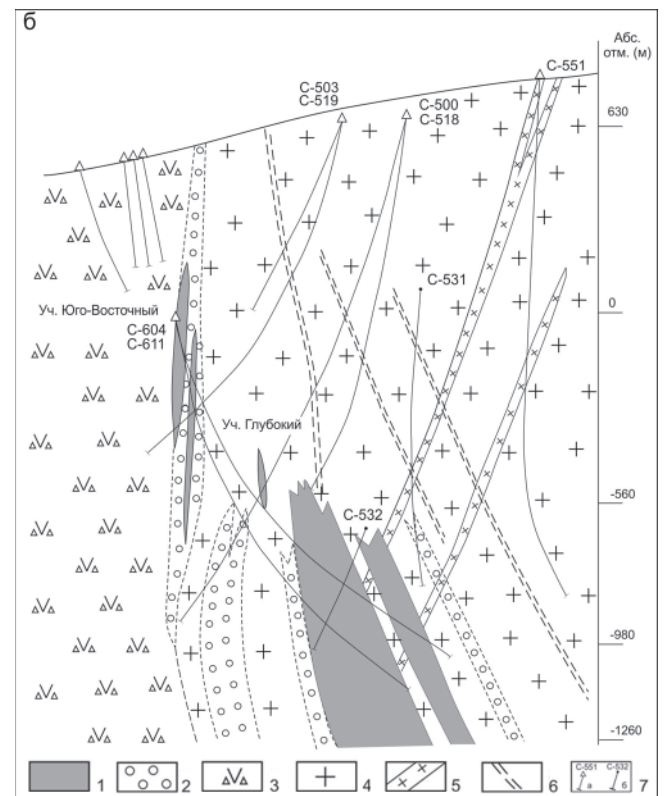 б
Абс.
отм. (м)
С-551
С-503
С-519
С-500
С-518
630
С-531
0
Уч. Юго-Восточный
С-604
С-611
Уч. Глубокий
-560
С-532
-980
-1260
1
2
3
4
5
6
С-551
С-532
а
б
7